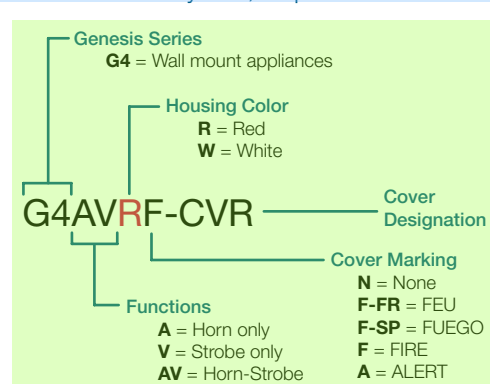 Genesis Series
G4 = Wall mount appliances
Housing Color
R = Red
W = White
G4AVRF-CVR
Cover
Designation
Cover Marking
N = None
F-FR = FEU
F-SP = FUEGO
F = FIRE
A = ALERT
Functions
A = Horn only
V = Strobe only
AV = Horn-Strobe